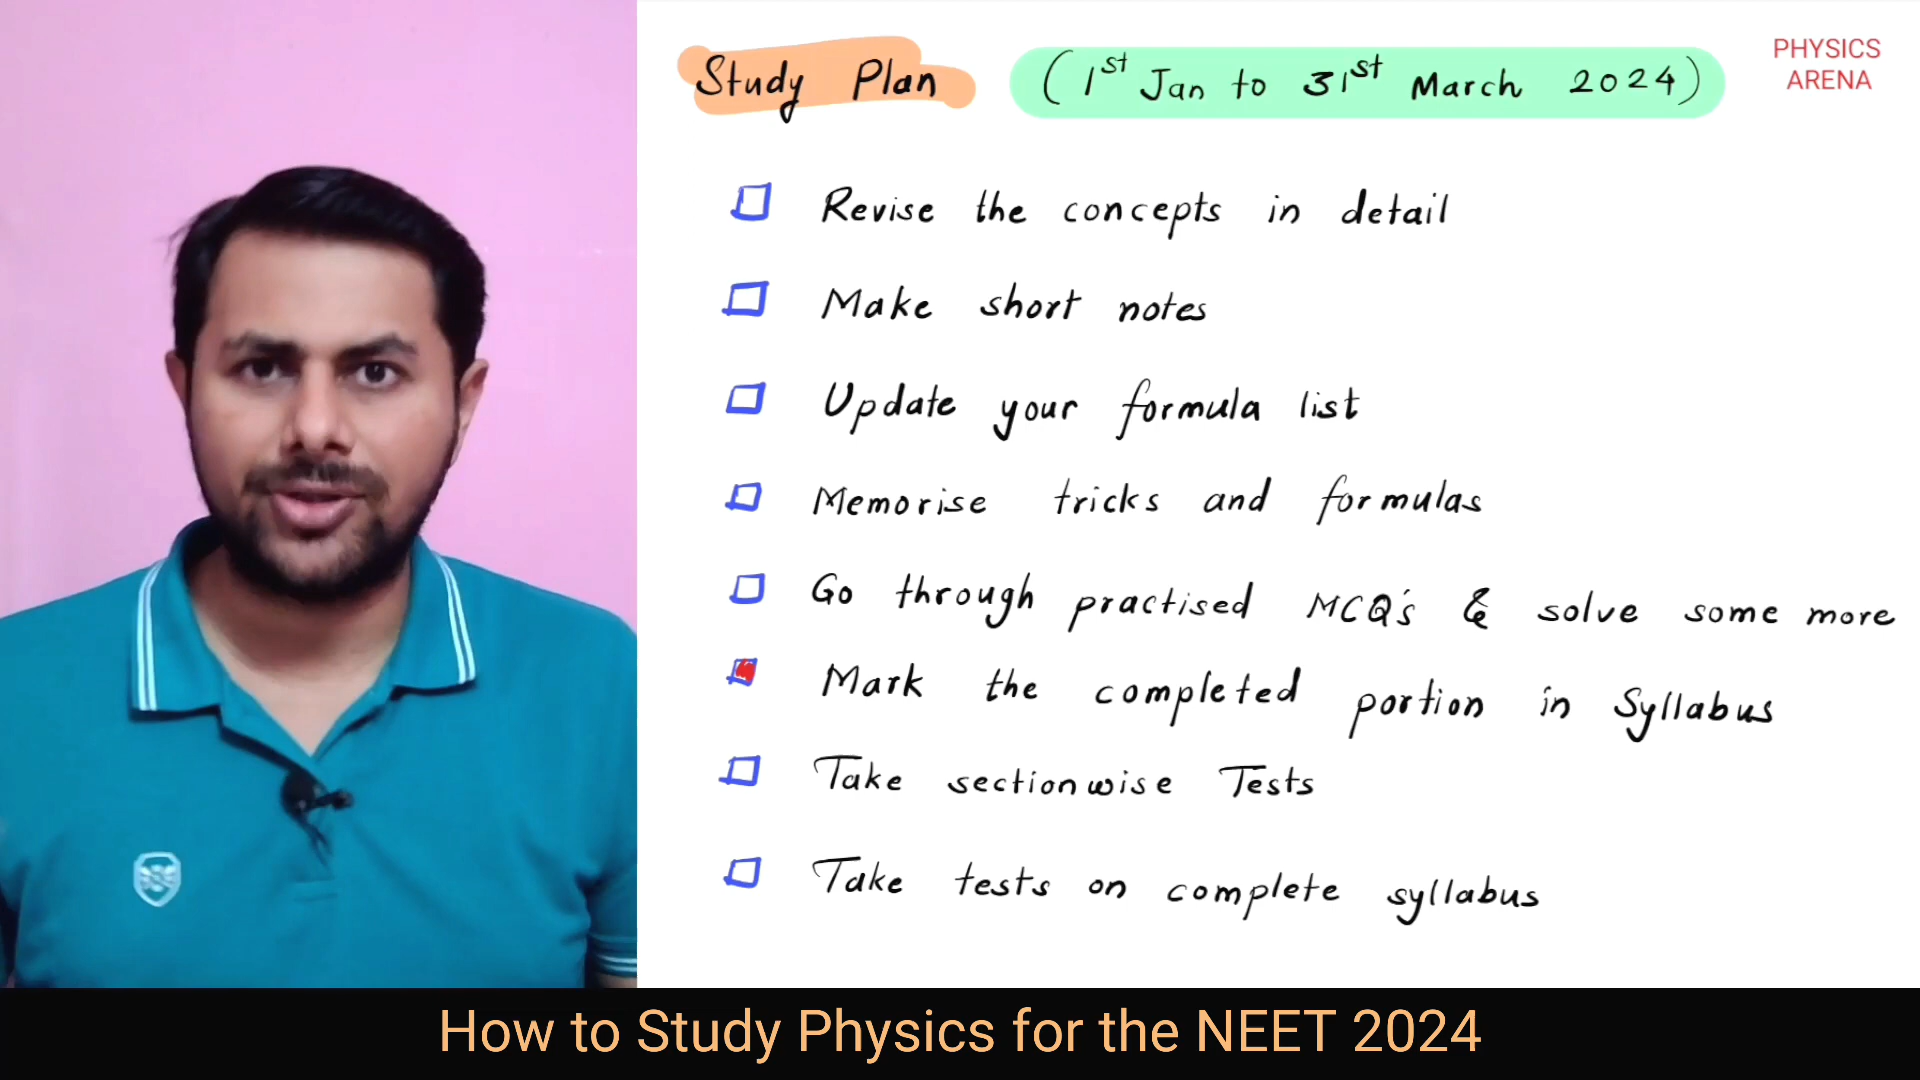 Study Plan (1st Jan to 31st March 2024)
PHYSICS
ARENA
Revise the concepts in detail
Make short notes
Update your formula list
Memorise tricks and formulas
Go through practised MCQ's & solve some more
Mark the completed portion in Syllabus
Take sectionwise Tests
Take tests on complete syllabus
How to Study Physics for the NEET 2024